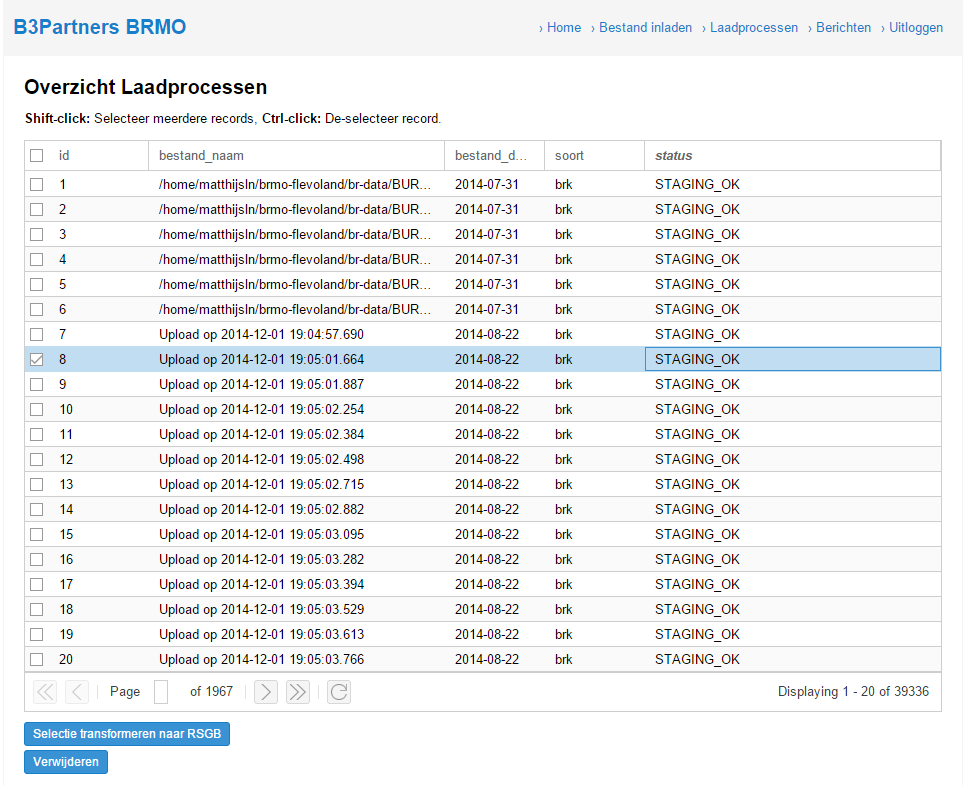 B3Partners BRMO
› Home › Bestand inladen › Laadprocessen › Berichten › Uitloggen
Overzicht Laadprocessen
Shift-click: Selecteer meerdere records, Ctrl-click: De-selecteer record.
id bestand_naam bestand_d... soort status
1 /home/matthijsln/brmo-flevoland/br-data/BUR... 2014-07-31 brk STAGING_OK
2 /home/matthijsln/brmo-flevoland/br-data/BUR... 2014-07-31 brk STAGING_OK
3 /home/matthijsln/brmo-flevoland/br-data/BUR... 2014-07-31 brk STAGING_OK
4 /home/matthijsln/brmo-flevoland/br-data/BUR... 2014-07-31 brk STAGING_OK
5 /home/matthijsln/brmo-flevoland/br-data/BUR... 2014-07-31 brk STAGING_OK
6 /home/matthijsln/brmo-flevoland/br-data/BUR... 2014-07-31 brk STAGING_OK
7 Upload op 2014-12-01 19:04:57.690 2014-08-22 brk STAGING_OK
8 Upload op 2014-12-01 19:05:01.664 2014-08-22 brk STAGING_OK
9 Upload op 2014-12-01 19:05:01.887 2014-08-22 brk STAGING_OK
10 Upload op 2014-12-01 19:05:02.254 2014-08-22 brk STAGING_OK
11 Upload op 2014-12-01 19:05:02.384 2014-08-22 brk STAGING_OK
12 Upload op 2014-12-01 19:05:02.498 2014-08-22 brk STAGING_OK
13 Upload op 2014-12-01 19:05:02.715 2014-08-22 brk STAGING_OK
14 Upload op 2014-12-01 19:05:02.882 2014-08-22 brk STAGING_OK
15 Upload op 2014-12-01 19:05:03.095 2014-08-22 brk STAGING_OK
16 Upload op 2014-12-01 19:05:03.282 2014-08-22 brk STAGING_OK
17 Upload op 2014-12-01 19:05:03.394 2014-08-22 brk STAGING_OK
18 Upload op 2014-12-01 19:05:03.529 2014-08-22 brk STAGING_OK
19 Upload op 2014-12-01 19:05:03.613 2014-08-22 brk STAGING_OK
20 Upload op 2014-12-01 19:05:03.766 2014-08-22 brk STAGING_OK
Page of 1967 Displaying 1 - 20 of 39336
Selectie transformeren naar RSGB
Verwijderen